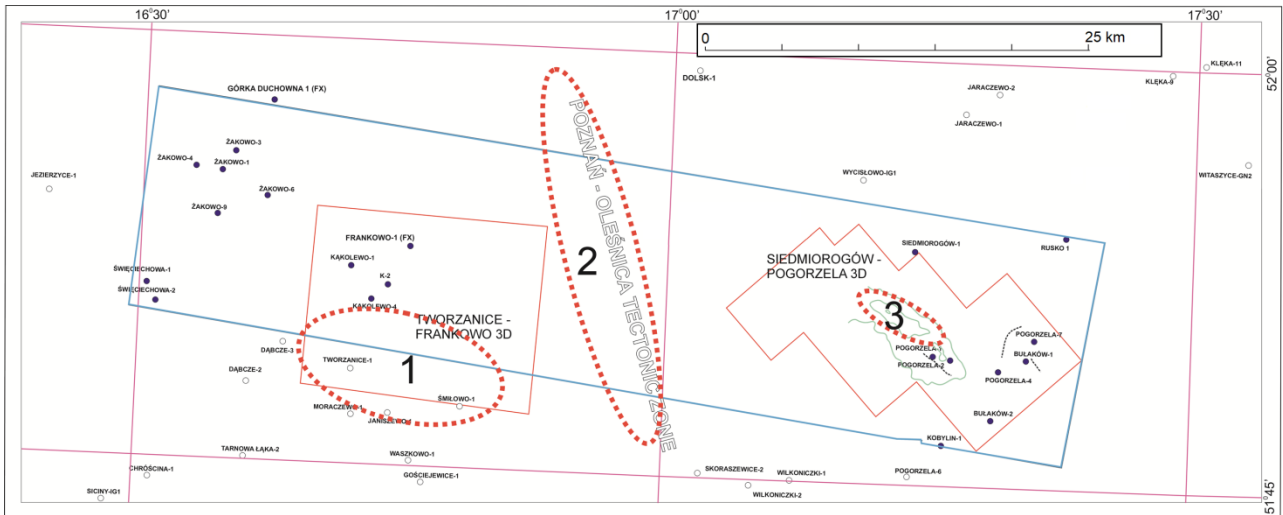 16°30'
17°00'
17°30'
0
25 km
52°00'
KLĘKA-11
KLĘKA-9
DOLSK-1
JARACZEWO-2
JARACZEWO-1
GÓRKA DUCHOWNA 1 (FX)
ŻAKOWO-3
ŻAKOWO-4
ŻAKOWO-1
ŻAKOWO-6
ŻAKOWO-9
JEZIERZYCE-1
WYCISŁOWO-IG1
WITASZYCE-GN2
POZNAŃ - OLEŚNICA TECTONIC ZONE
2
FRANKOWO-1 (FX)
KĄKOLEWO-1
K-2
KĄKOLEWO-4
ŚWIĘCIECHOWA-1
ŚWIĘCIECHOWA-2
SIEDMIOROGÓW-1
RUSKO 1
SIEDMIOROGÓW -
POGORZELA 3D
3
TWORZANICE -
FRANKOWO 3D
DĄBCZE-3
TWORZANICE-1
1
DĄBCZE-2
ŚMIŁOWO-1
MORACZEWO-1
JANISZEWO-1
POGORZELA-7
POGORZELA-2
BUŁAKÓW-1
POGORZELA-4
BUŁAKÓW-2
KOBYLIN-1
TARNOWA ŁĄKA-2
WASZKOWO-1
CHRÓŚCINA-1
GOŚCIEJEWICE-1
SKORASZEWICE-2
WILKONICZKI-1
WILKONICZKI-2
POGORZELA-6
SICINY-IG1
51°45'